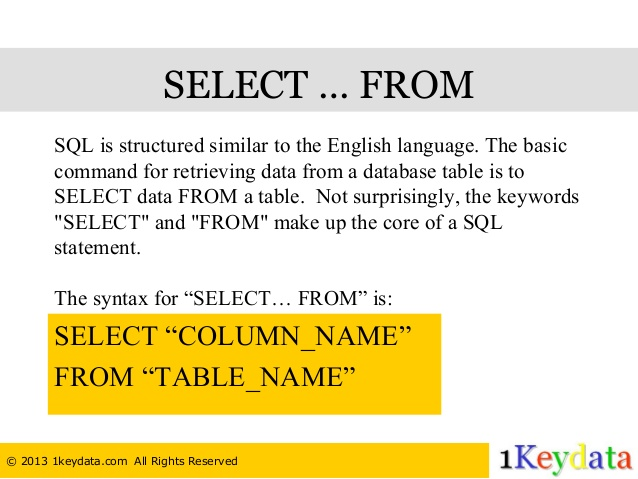 SELECT ... FROM
SQL is structured similar to the English language. The basic
command for retrieving data from a database table is to
SELECT data FROM a table.  Not surprisingly, the keywords
"SELECT" and "FROM" make up the core of a SQL
statement.
The syntax for “SELECT… FROM” is:
SELECT “COLUMN_NAME”
FROM “TABLE_NAME”
© 2013 1keydata.com  All Rights Reserved
1Keydata